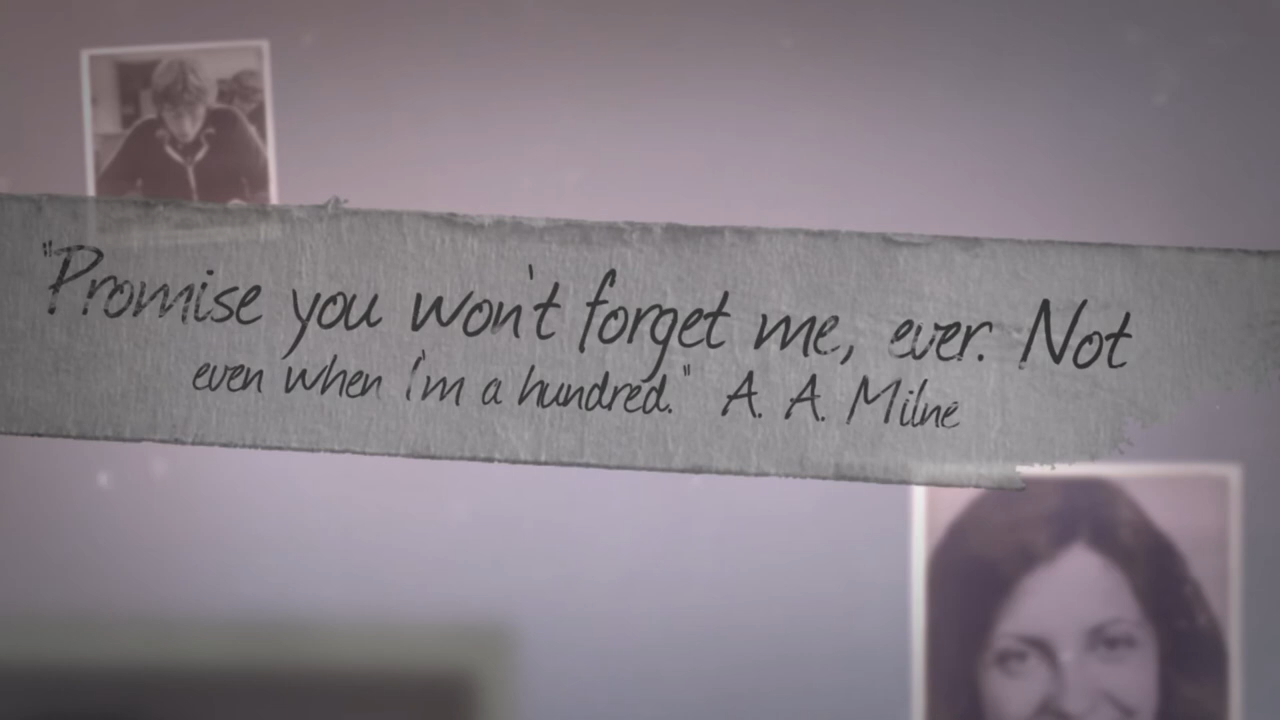 "Promise you won't forget me, ever. Not
even when I'm a hundred." A. A. Milne